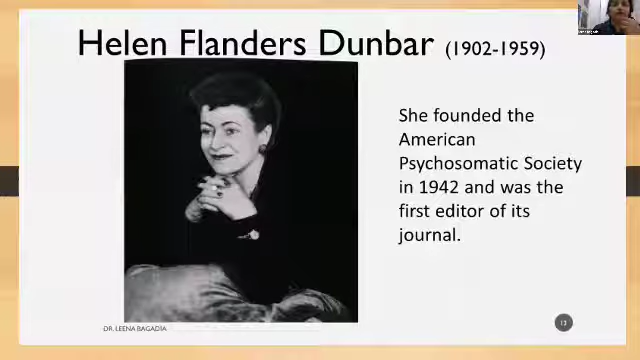 Helen Flanders Dunbar (1902-1959)
She founded the
American
Psychosomatic Society
in 1942 and was the
first editor of its
journal.
DR. LEENA BAGADIA
13